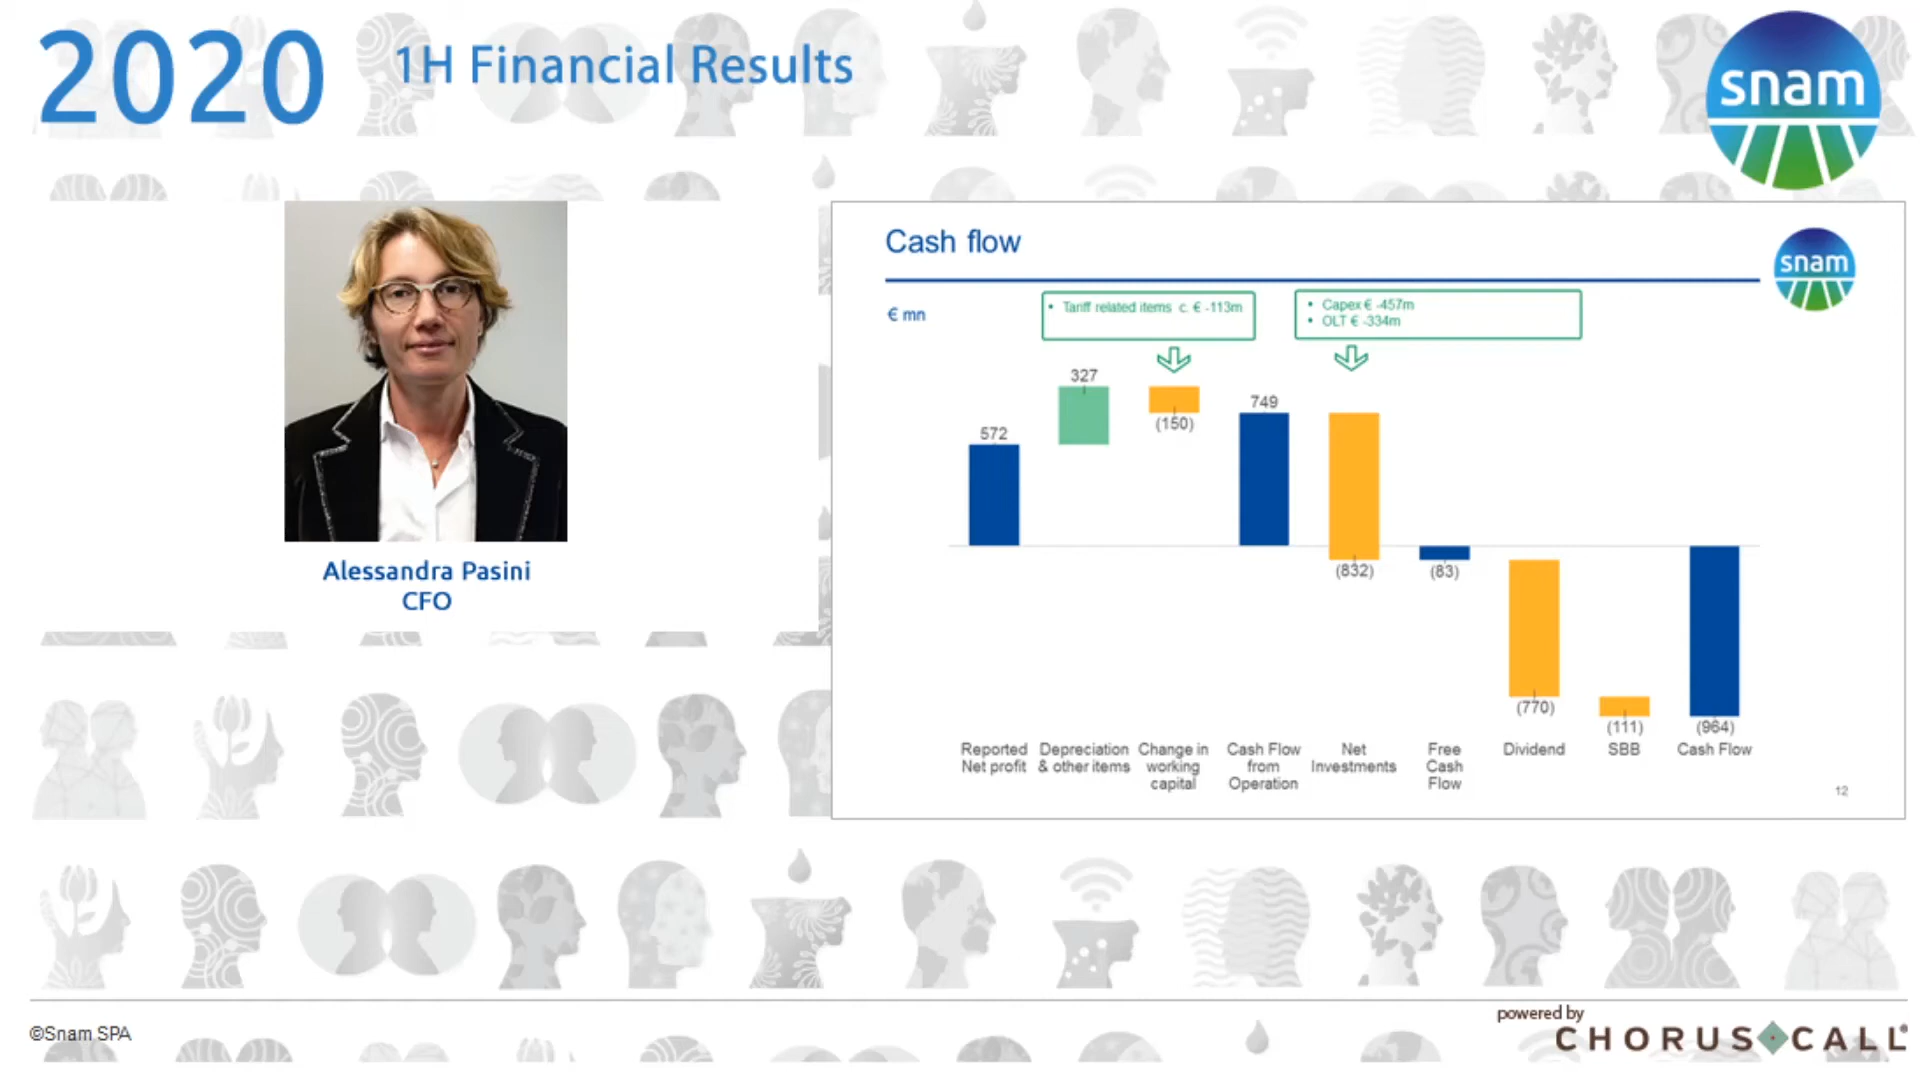 2020
1H Financial Results
snam
Alessandra Pasini
CFO
Cash flow
snam
€ mn
• Tariff related items c. € -113m
• Capex € -457m
• OLT € -334m
572
327
(150)
749
(832)
(83)
(770)
(111)
(964)
Reported
Net profit
Depreciation
& other items
Change in
working
capital
Cash Flow
from
Operation
Net
Investments
Free
Cash
Flow
Dividend
SBB
Cash Flow
12
©Snam SPA
powered by
CHORUS CALL®